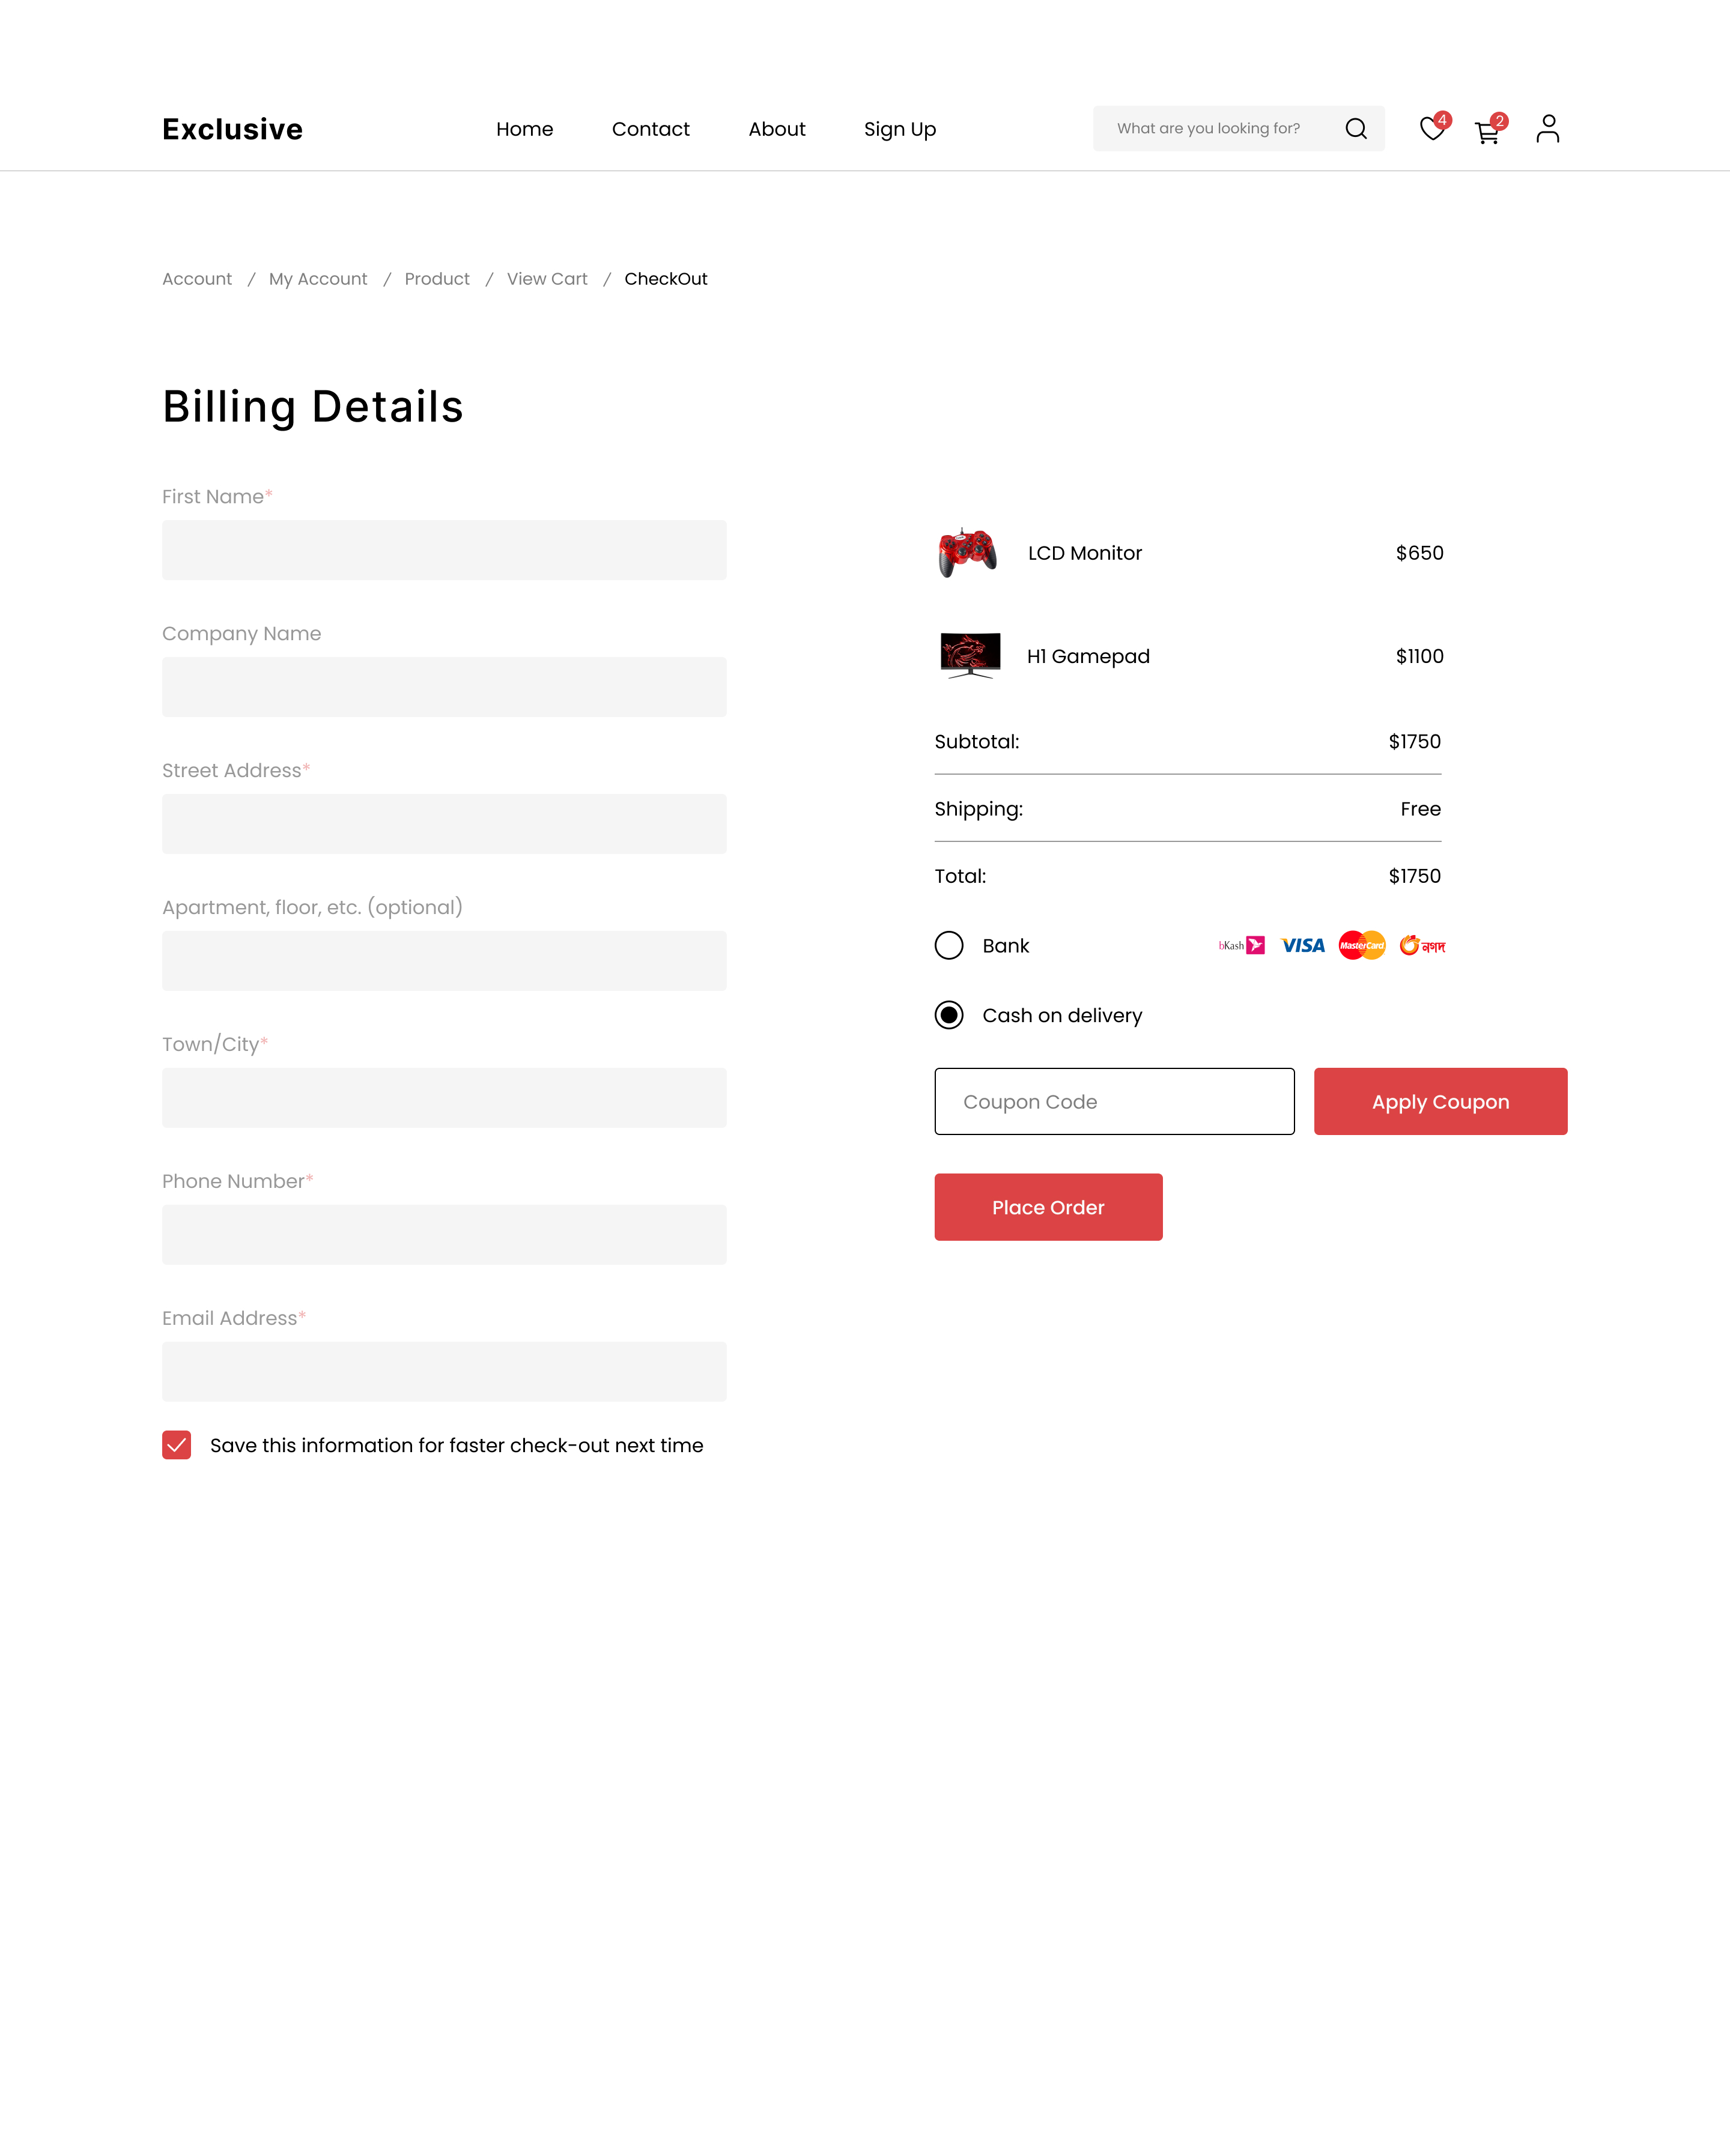 Exclusive
Home
Contact
About
Sign Up
What are you looking for?
4
2
Account / My Account / Product / View Cart / CheckOut
Billing Details
First Name*
Company Name
Street Address*
Apartment, floor, etc. (optional)
Town/City*
Phone Number*
Email Address*
Save this information for faster check-out next time
LCD Monitor $650
H1 Gamepad $1100
Subtotal: $1750
Shipping: Free
Total: $1750
Bank
bKash VISA MasterCard নগদ
Cash on delivery
Coupon Code
Apply Coupon
Place Order